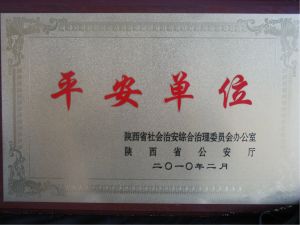 平安单位
陕西省社会治安综合治理委员会办公室
陕西省公安厅
二〇一〇年二月